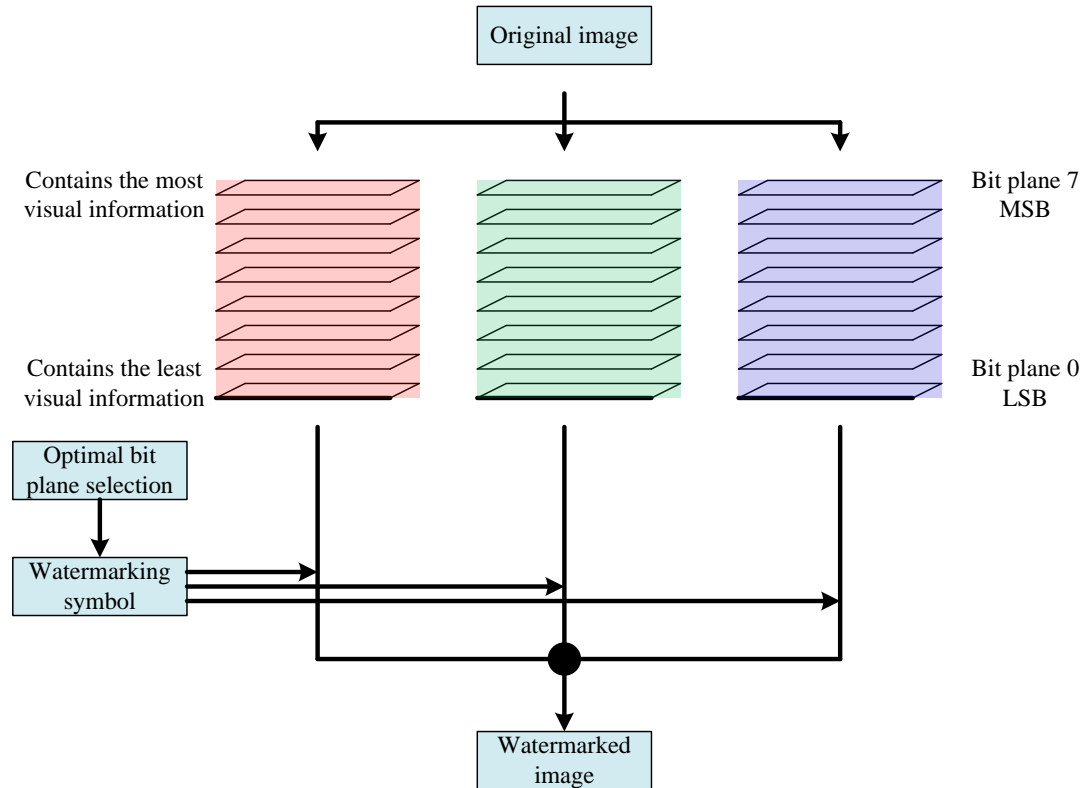 Original image
Contains the most
visual information
Bit plane 7
MSB
Contains the least
visual information
Bit plane 0
LSB
Optimal bit
plane selection
Watermarking
symbol
Watermarked
image